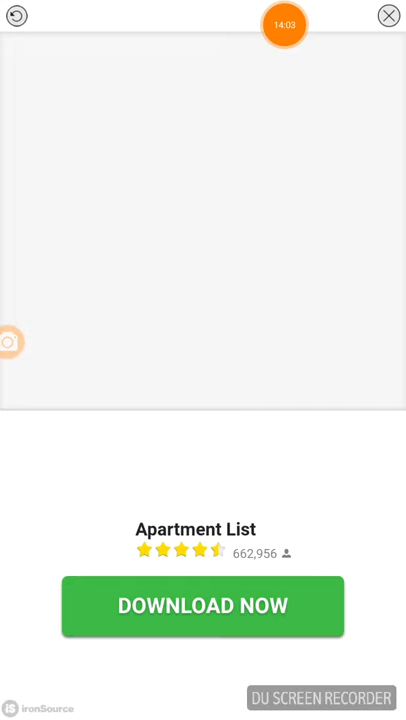 14:03
Apartment List
662,956
DOWNLOAD NOW
DU SCREEN RECORDER
iS ironSource